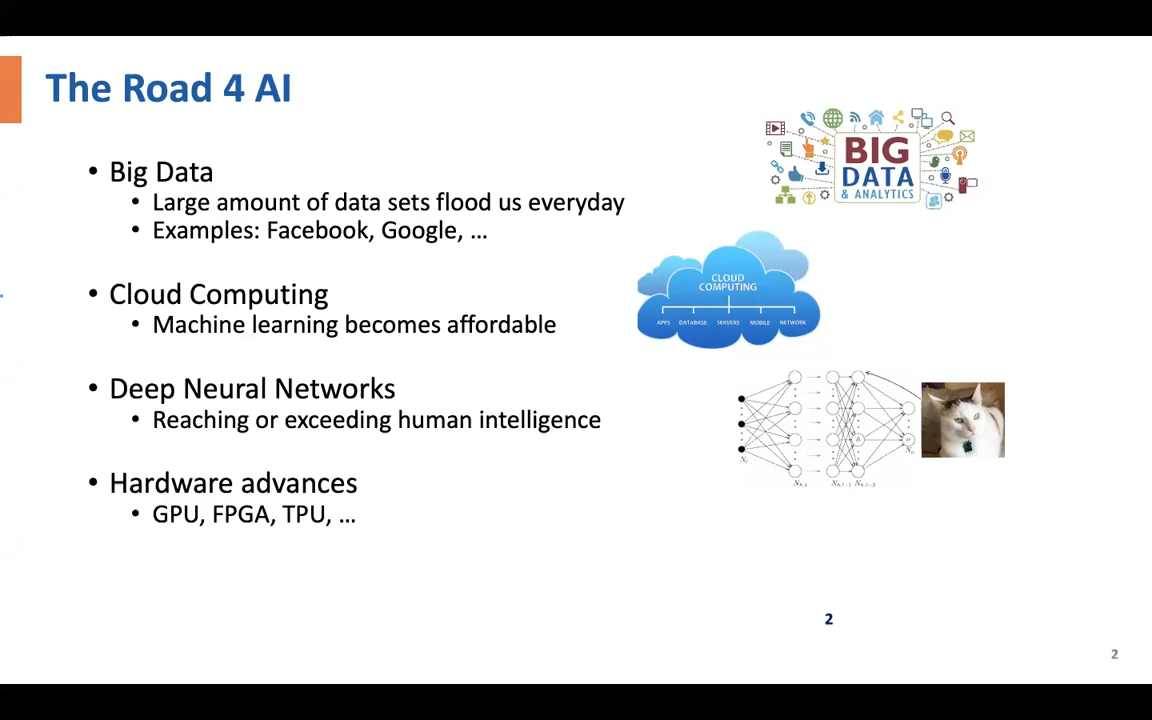 The Road 4 AI
• Big Data
• Large amount of data sets flood us everyday
• Examples: Facebook, Google, …
• Cloud Computing
• Machine learning becomes affordable
• Deep Neural Networks
• Reaching or exceeding human intelligence
• Hardware advances
• GPU, FPGA, TPU, …
BIG
DATA
& ANALYTICS
CLOUD
COMPUTING
APPS DATABASE SERVERS MOBILE NETWORK
2
2